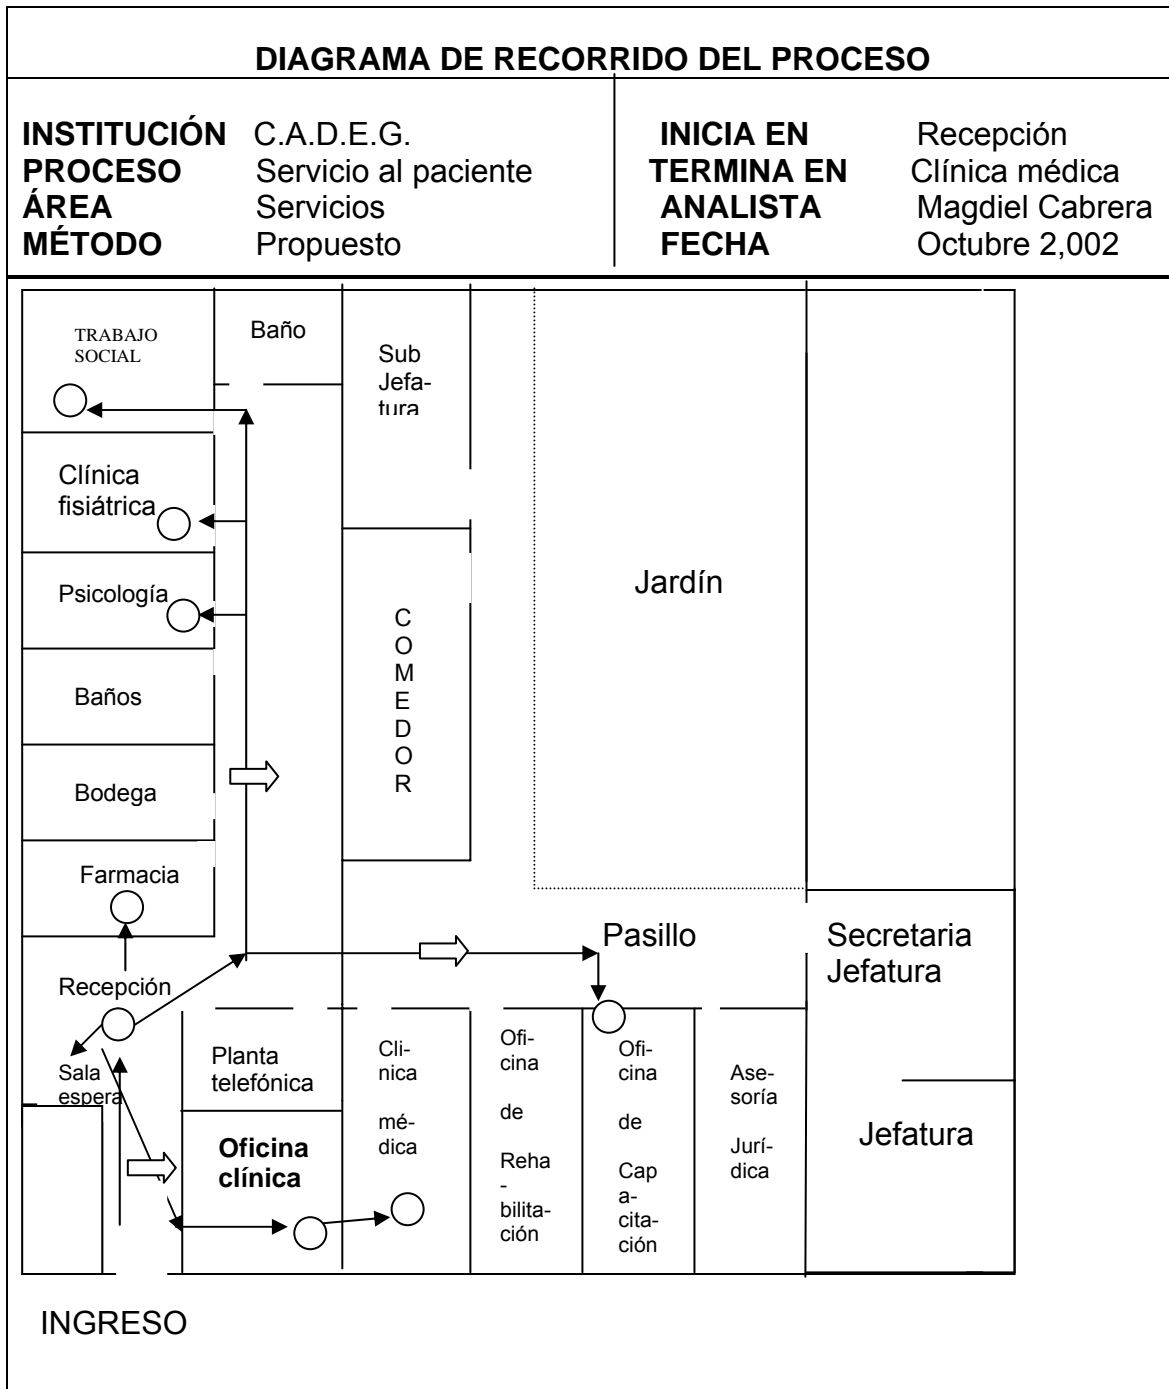 DIAGRAMA DE RECORRIDO DEL PROCESO
INSTITUCIÓN C.A.D.E.G.
PROCESO Servicio al paciente
ÁREA Servicios
MÉTODO Propuesto
INICIA EN Recepción
TERMINA EN Clínica médica
ANALISTA Magdiel Cabrera
FECHA Octubre 2,002
TRABAJO
SOCIAL
Baño
Sub
Jefa-
tura
Clínica
fisiátrica
Psicología
Baños
Bodega
Farmacia
C
O
M
E
D
O
R
Jardín
Pasillo
Secretaria
Jefatura
Recepción
Sala
espera
Planta
telefónica
Oficina
clínica
Cli-
nica
mé-
dica
Ofi-
cina
de
Reha
-
bilita-
ción
Ofi-
cina
de
Cap
a-
cita-
ción
Ase-
soría
Jurí-
dica
Jefatura
INGRESO